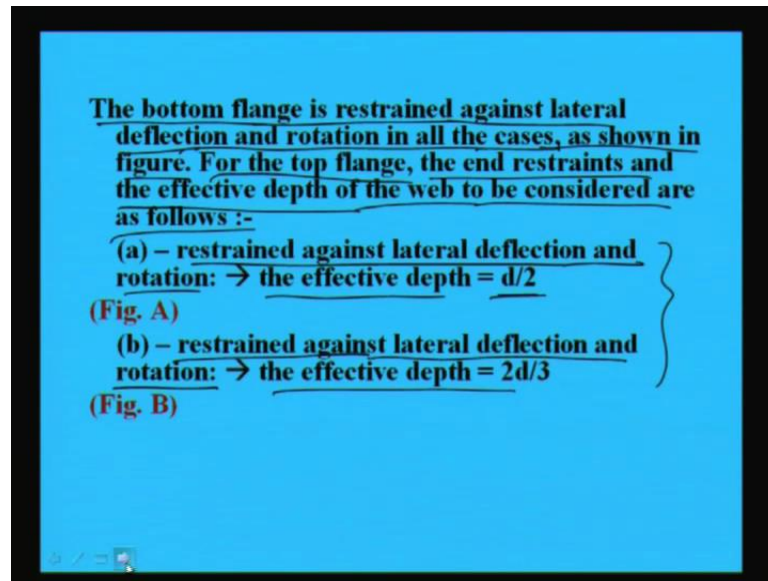 The bottom flange is restrained against lateral
deflection and rotation in all the cases, as shown in
figure. For the top flange, the end restraints and
the effective depth of the web to be considered are
as follows :-
(a) – restrained against lateral deflection and
rotation: → the effective depth = d/2
(Fig. A)
(b) – restrained against lateral deflection and
rotation: → the effective depth = 2d/3
(Fig. B)